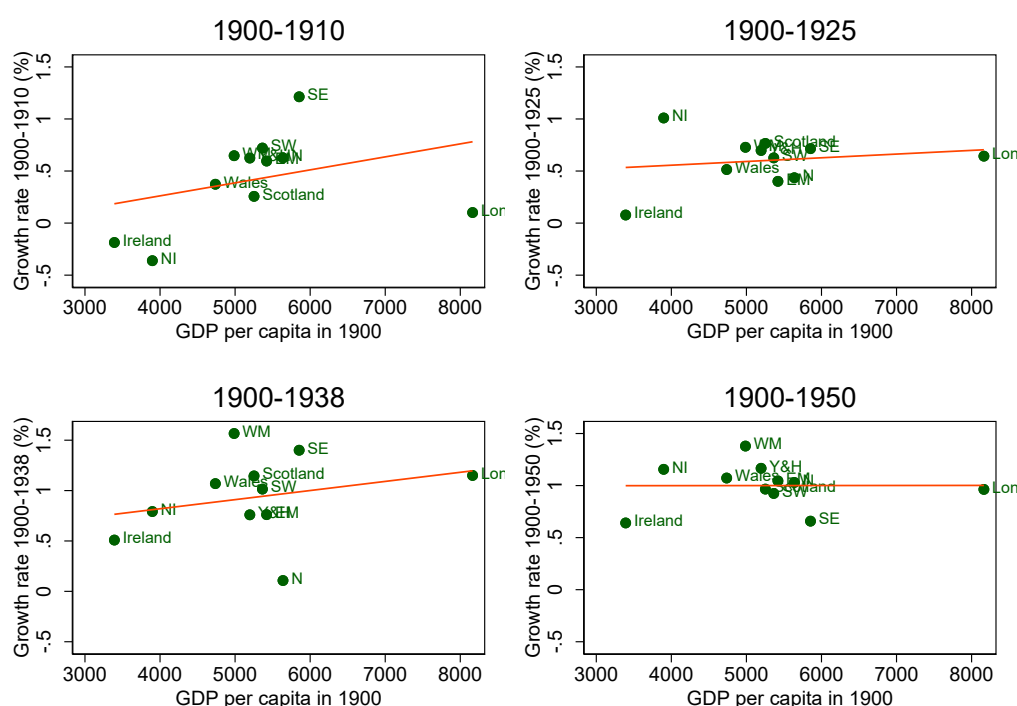 1900-1910
Growth rate 1900-1910 (%)
1.5
1
.5
0
-.5
SE
SW
EM
N
Wales
Scotland
Lon
Ireland
NI
3000 4000 5000 6000 7000 8000
GDP per capita in 1900
1900-1925
Growth rate 1900-1925 (%)
1.5
1
.5
0
-.5
NI
Scotland
SE
SW
Lon
Wales
N
EM
Ireland
3000 4000 5000 6000 7000 8000
GDP per capita in 1900
1900-1938
Growth rate 1900-1938 (%)
1.5
1
.5
0
-.5
WM
SE
Scotland
Lon
Wales
SW
NI
Y&H
EM
Ireland
N
3000 4000 5000 6000 7000 8000
GDP per capita in 1900
1900-1950
Growth rate 1900-1950 (%)
1.5
1
.5
0
-.5
WM
NI
Y&H
Wales
EM
N
Scotland
SW
Lon
Ireland
SE
3000 4000 5000 6000 7000 8000
GDP per capita in 1900